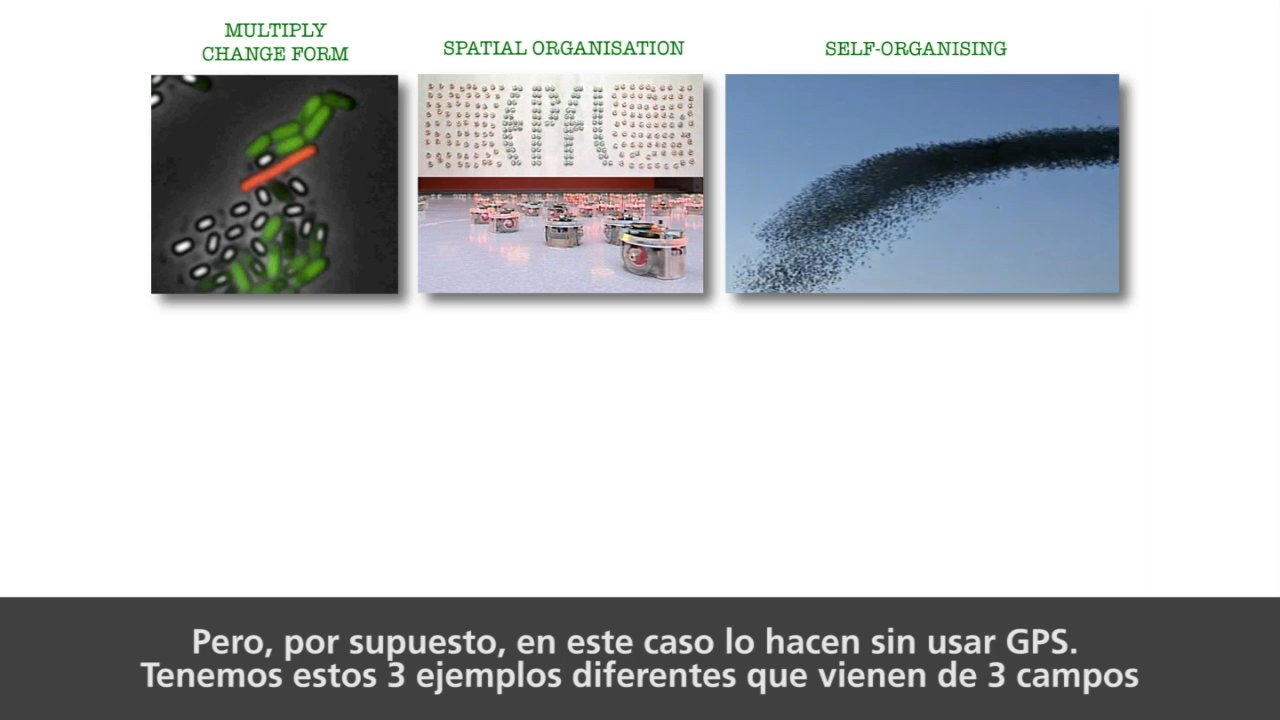 MULTIPLY
CHANGE FORM
SPATIAL ORGANISATION
SELF-ORGANISING
EPFL
Pero, por supuesto, en este caso lo hacen sin usar GPS.
Tenemos estos 3 ejemplos diferentes que vienen de 3 campos